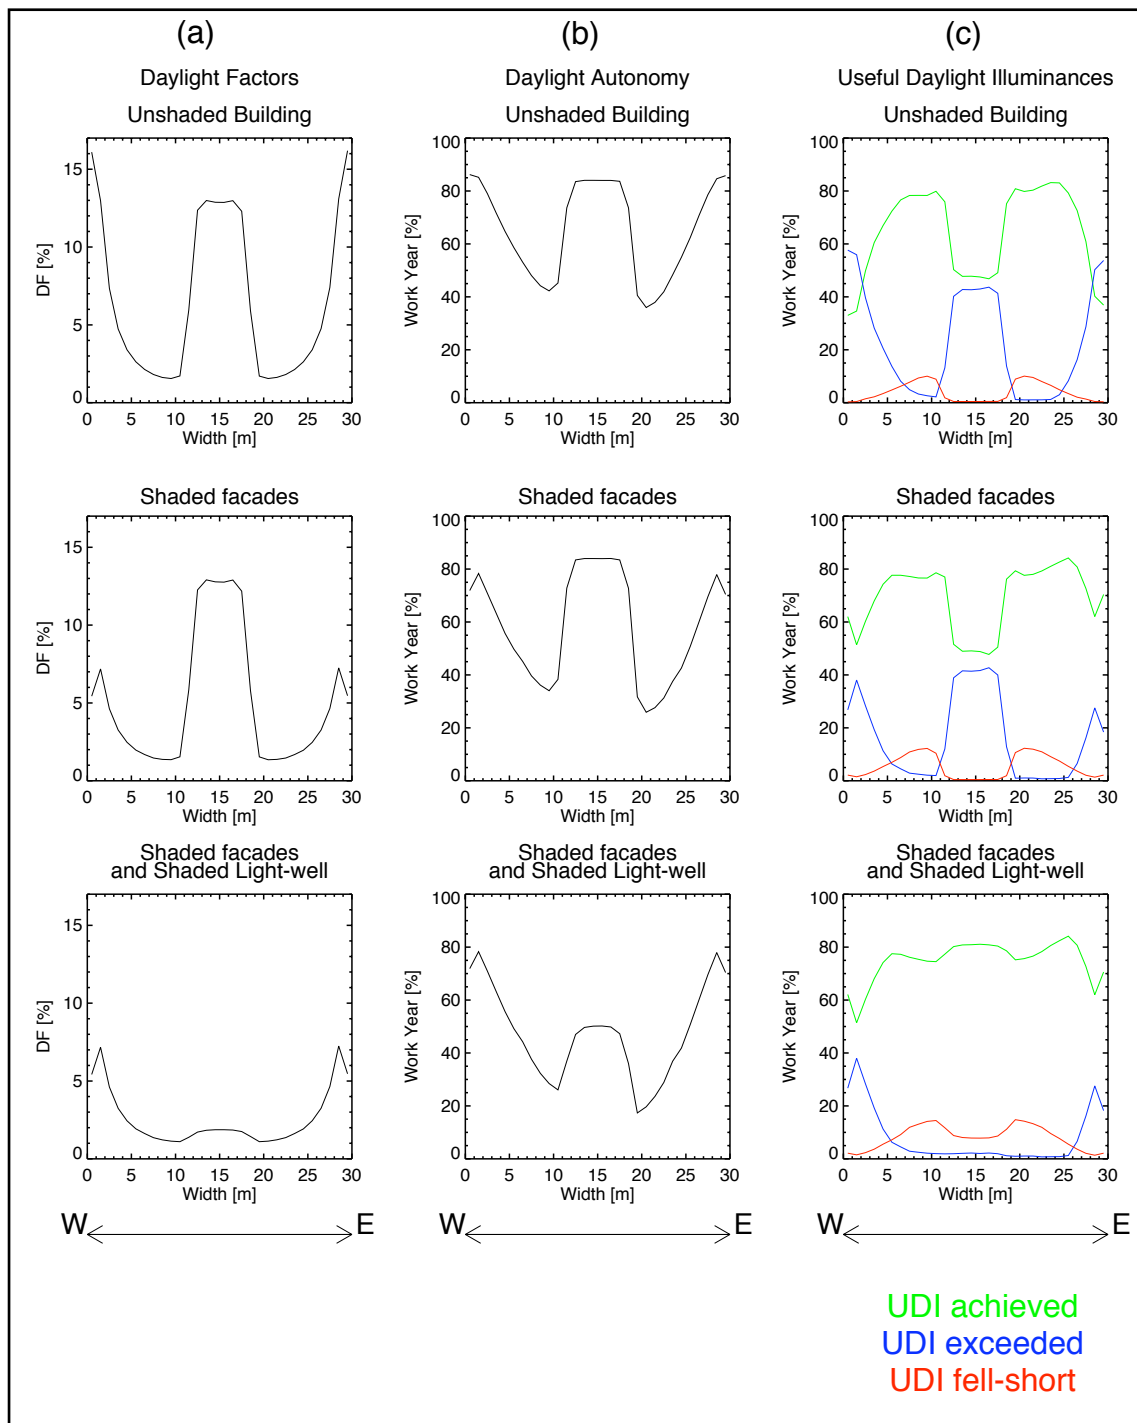 (a)
(b)
(c)
Daylight Factors
Daylight Autonomy
Useful Daylight Illuminances
Unshaded Building
Unshaded Building
Unshaded Building
DF [%]
15
10
5
0
0 5 10 15 20 25 30
Width [m]
Work Year [%]
100
80
60
40
20
0
0 5 10 15 20 25 30
Width [m]
Work Year [%]
100
80
60
40
20
0
0 5 10 15 20 25 30
Width [m]
Shaded facades
Shaded facades
Shaded facades
DF [%]
15
10
5
0
0 5 10 15 20 25 30
Width [m]
Work Year [%]
100
80
60
40
20
0
0 5 10 15 20 25 30
Width [m]
Work Year [%]
100
80
60
40
20
0
0 5 10 15 20 25 30
Width [m]
Shaded facades
and Shaded Light-well
Shaded facades
and Shaded Light-well
Shaded facades
and Shaded Light-well
DF [%]
15
10
5
0
0 5 10 15 20 25 30
Width [m]
Work Year [%]
100
80
60
40
20
0
0 5 10 15 20 25 30
Width [m]
Work Year [%]
100
80
60
40
20
0
0 5 10 15 20 25 30
Width [m]
W E
W E
W E
UDI achieved
UDI exceeded
UDI fell-short